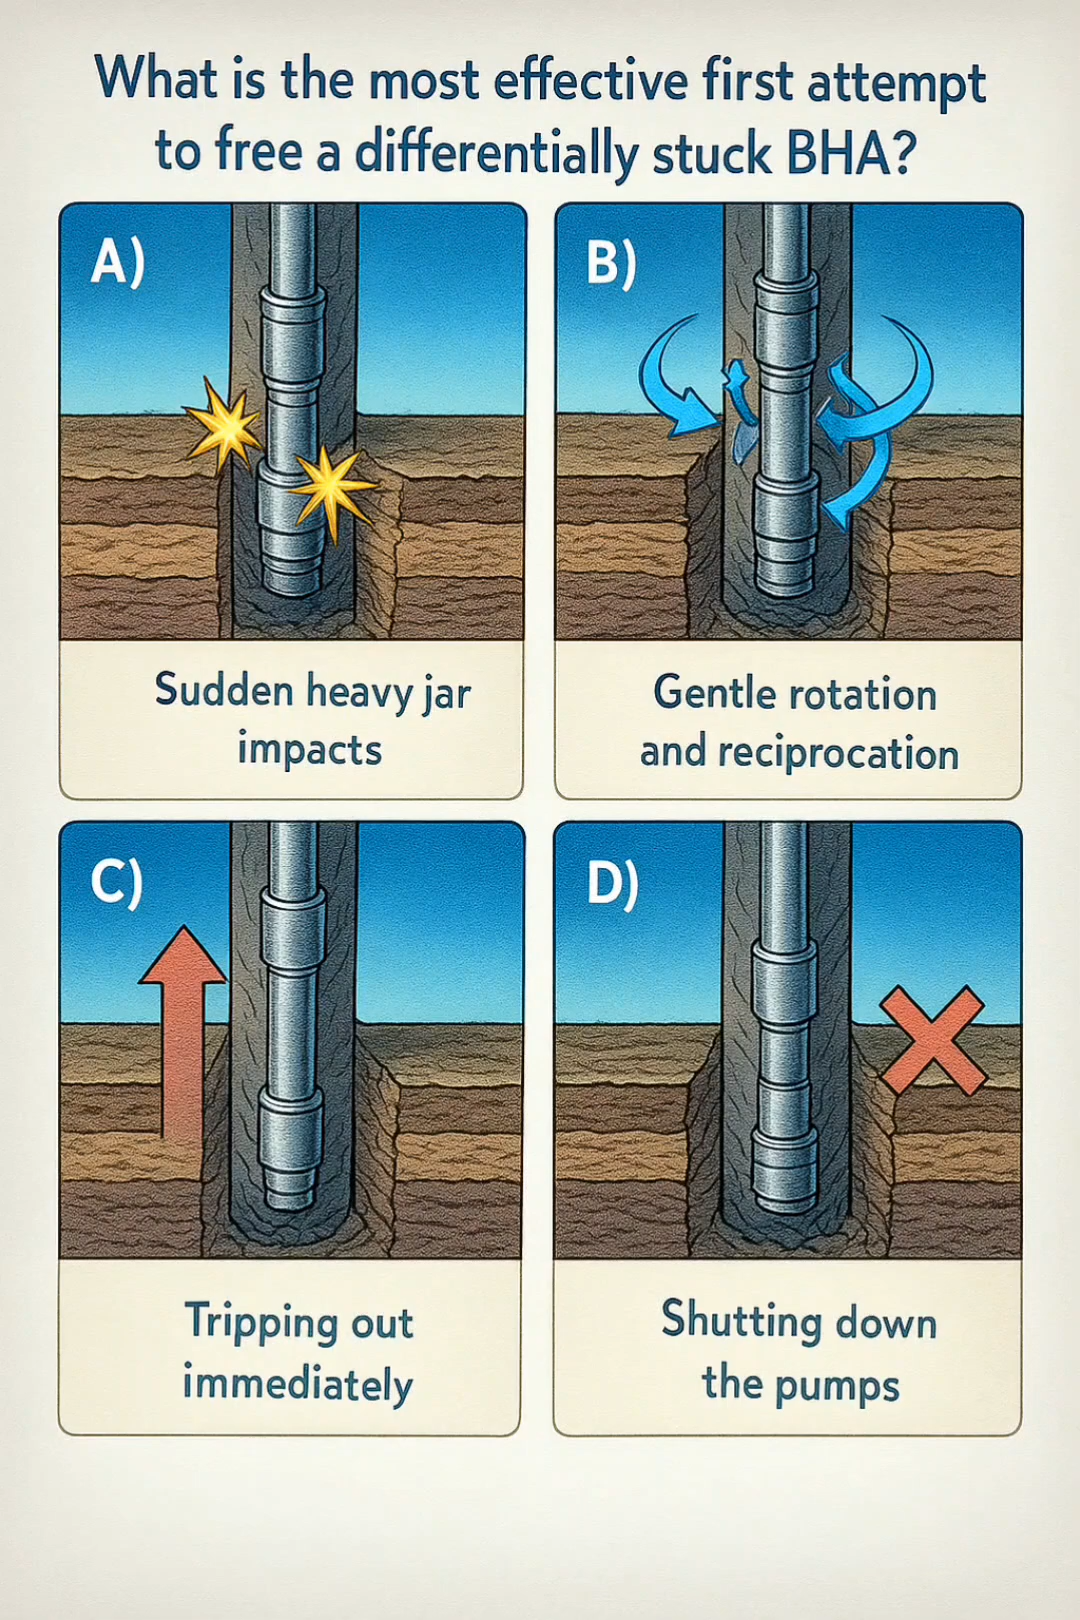 What is the most effective first attempt
to free a differentially stuck BHA?
A)
Sudden heavy jar
impacts
B)
Gentle rotation
and reciprocation
C)
Tripping out
immediately
D)
Shutting down
the pumps